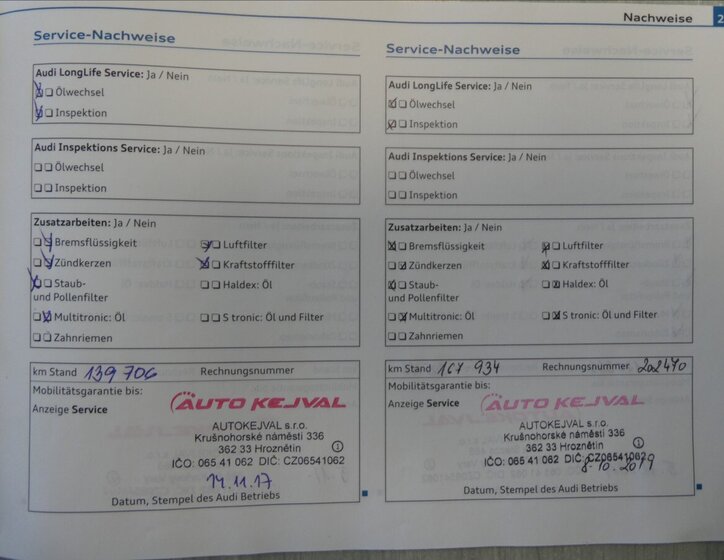 Nachweise 2
Service-Nachweise
Audi LongLife Service: Ja / Nein
Ölwechsel
Inspektion
Audi Inspektions Service: Ja / Nein
Ölwechsel
Inspektion
Zusatzarbeiten: Ja / Nein
Bremsflüssigkeit Luftfilter
Zündkerzen Kraftstofffilter
Staub- Haldex: Öl
und Pollenfilter
Multitronic: Öl S tronic: Öl und Filter
Zahnriemen
km Stand 139 706 Rechnungsnummer
Mobilitätsgarantie bis:
Anzeige Service
AUTO KEJVAL
AUTOKEJVAL s.r.o.
Krušnohorské náměstí 336
362 33 Hroznětín 1
IČO: 065 41 062 DIČ: CZ06541062
14.11.17
Datum, Stempel des Audi Betriebs
Service-Nachweise
Audi LongLife Service: Ja / Nein
Ölwechsel
Inspektion
Audi Inspektions Service: Ja / Nein
Ölwechsel
Inspektion
Zusatzarbeiten: Ja / Nein
Bremsflüssigkeit Luftfilter
Zündkerzen Kraftstofffilter
Staub- Haldex: Öl
und Pollenfilter
Multitronic: Öl S tronic: Öl und Filter
Zahnriemen
km Stand 167 934 Rechnungsnummer 202470
Mobilitätsgarantie bis:
Anzeige Service
AUTO KEJVAL
AUTOKEJVAL s.r.o.
Krušnohorské náměstí 336
362 33 Hroznětín 1
IČO: 065 41 062 DIČ: CZ06541062
8.10.2019
Datum, Stempel des Audi Betriebs